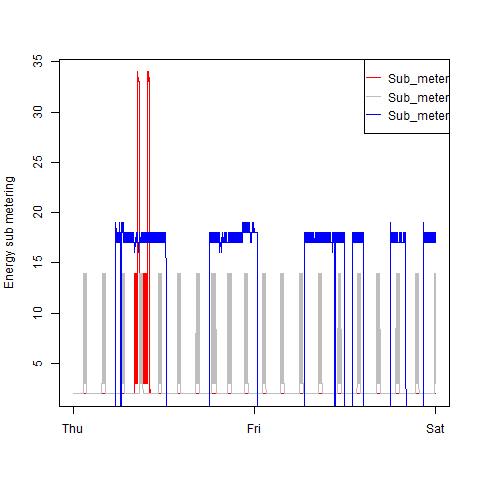 Energy sub metering
35
30
25
20
15
10
5
Sub_meter
Sub_meter
Sub_meter
Thu
Fri
Sat